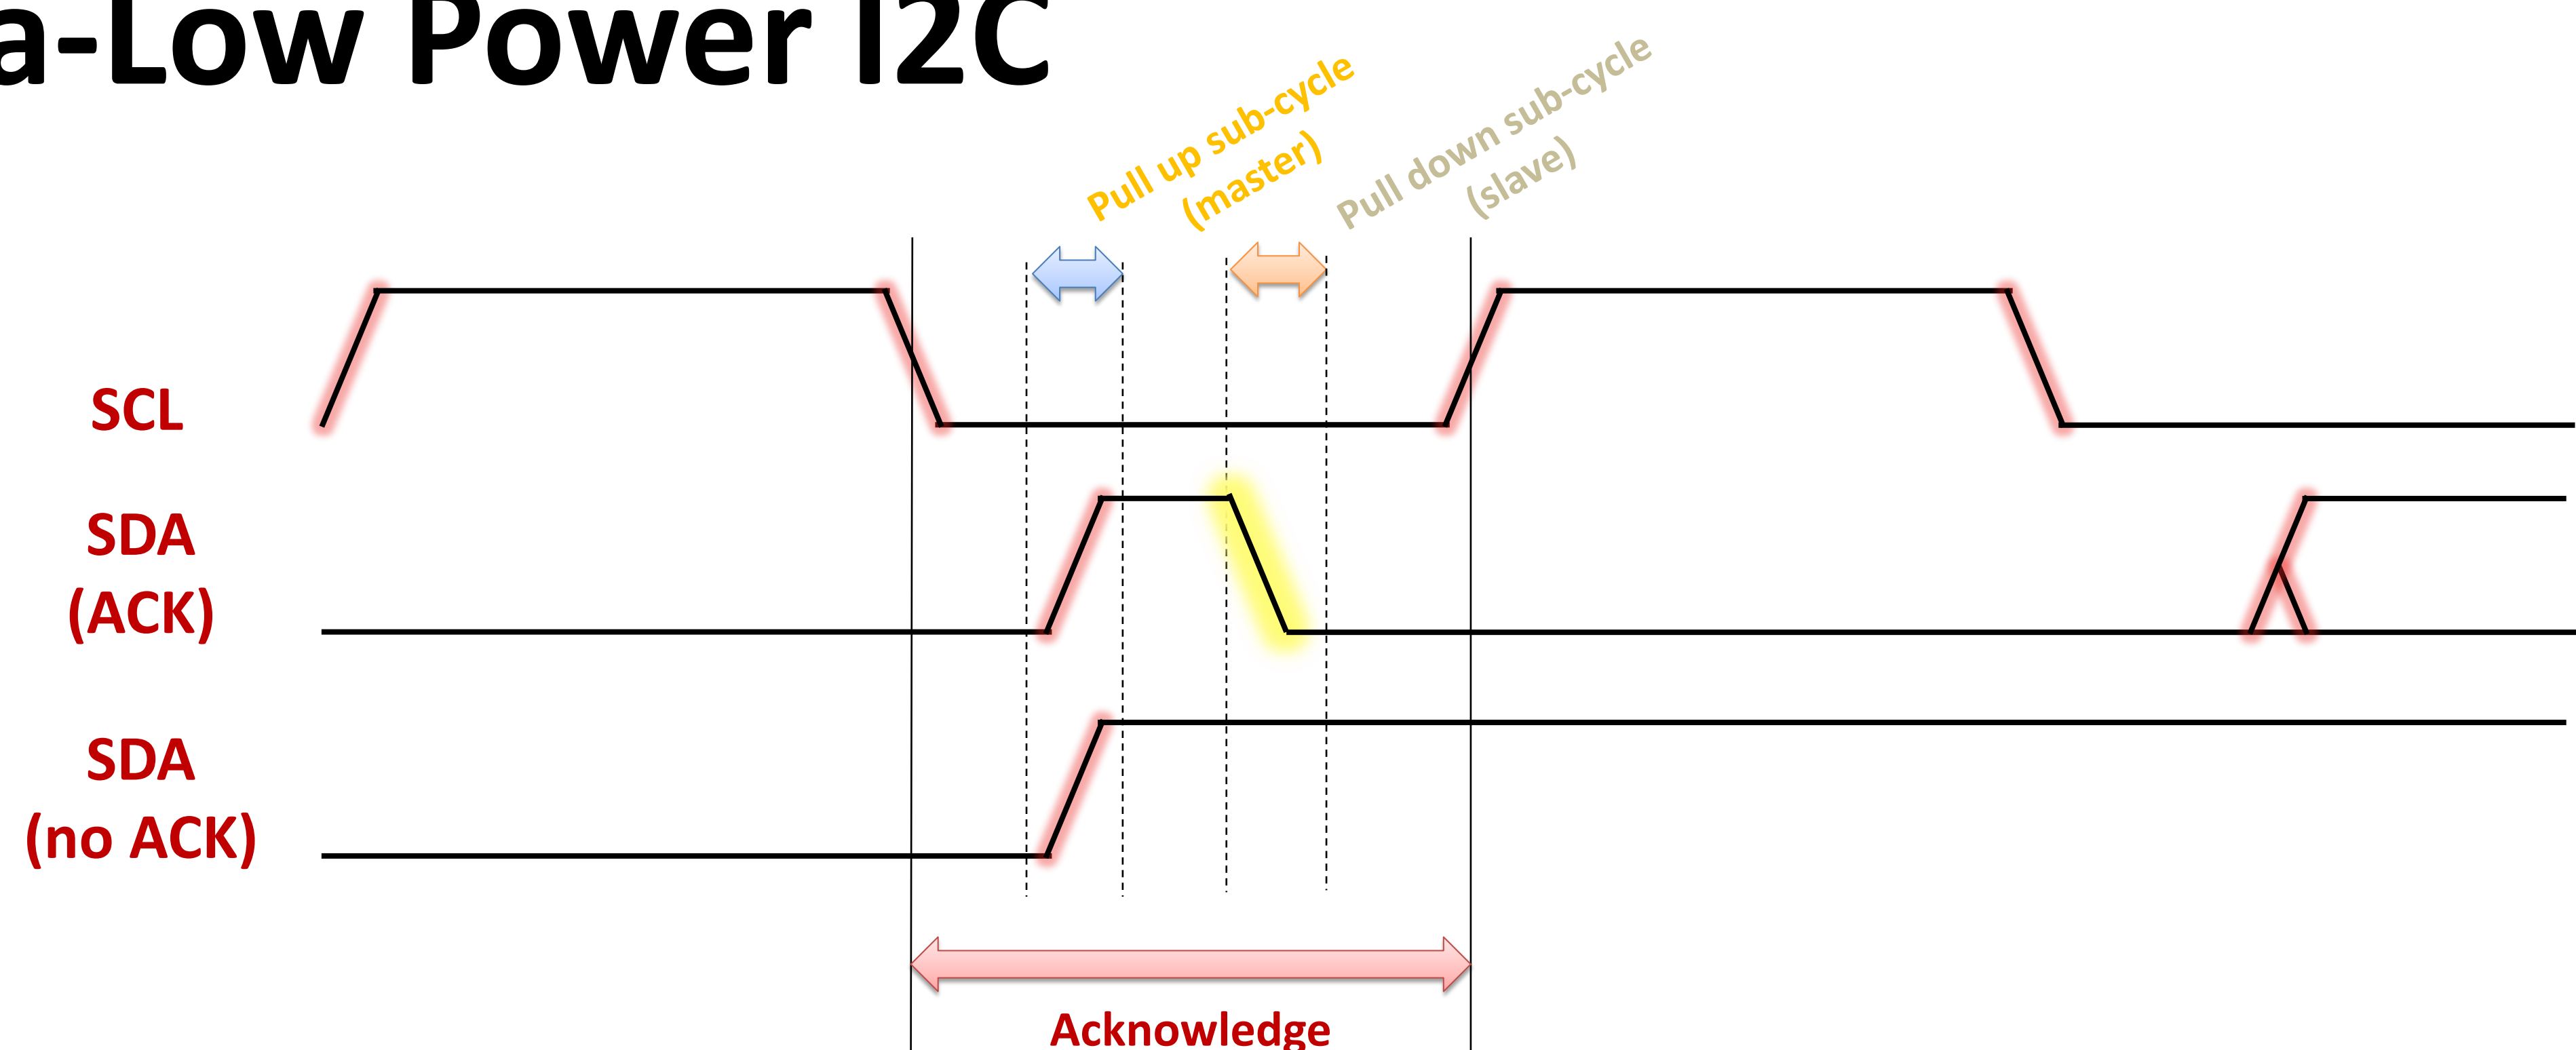 a-Low Power I2C
Pull up sub-cycle
(master)
Pull down sub-cycle
(slave)
SCL
SDA
(ACK)
SDA
(no ACK)
Acknowledge